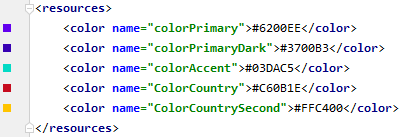 <resources>
<color name="colorPrimary">#6200EE</color>
<color name="colorPrimaryDark">#3700B3</color>
<color name="colorAccent">#03DAC5</color>
<color name="ColorCountry">#C60B1E</color>
<color name="ColorCountrySecond">#FFC400</color>
</resources>